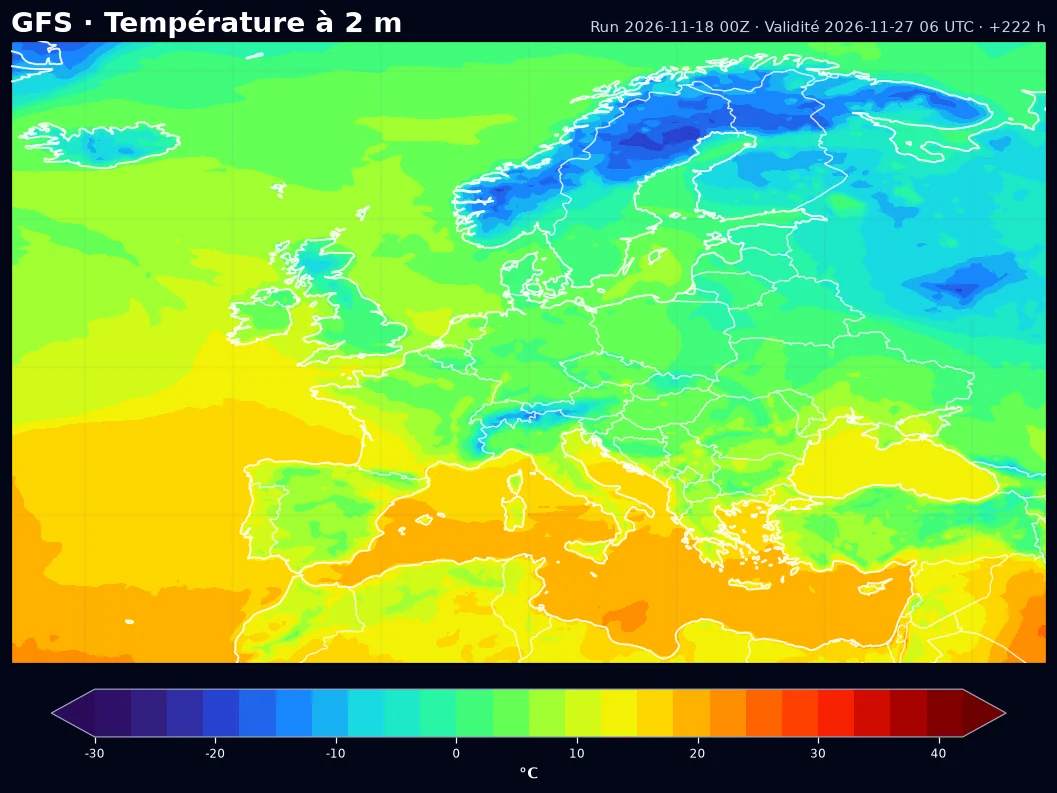 GFS · Température à 2 m
Run 2026-11-18 00Z · Validité 2026-11-27 06 UTC · +222 h
-30 -20 -10 0 10 20 30 40
°C